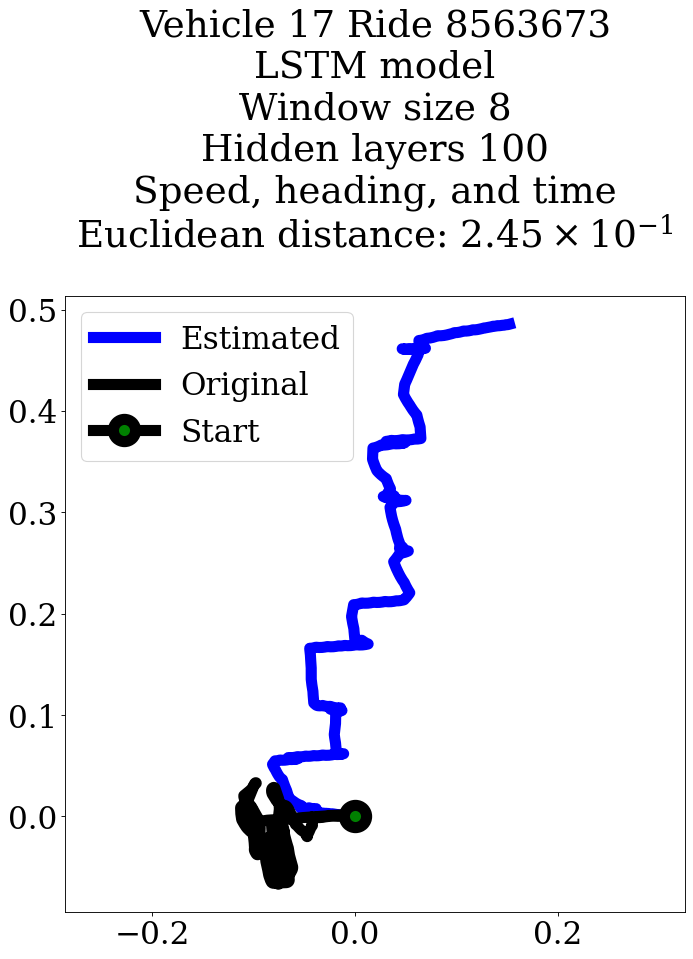 Vehicle 17 Ride 8563673
LSTM model
Window size 8
Hidden layers 100
Speed, heading, and time
Euclidean distance: 2.45 × 10⁻¹
Estimated
Original
Start
0.5
0.4
0.3
0.2
0.1
0.0
−0.2 0.0 0.2